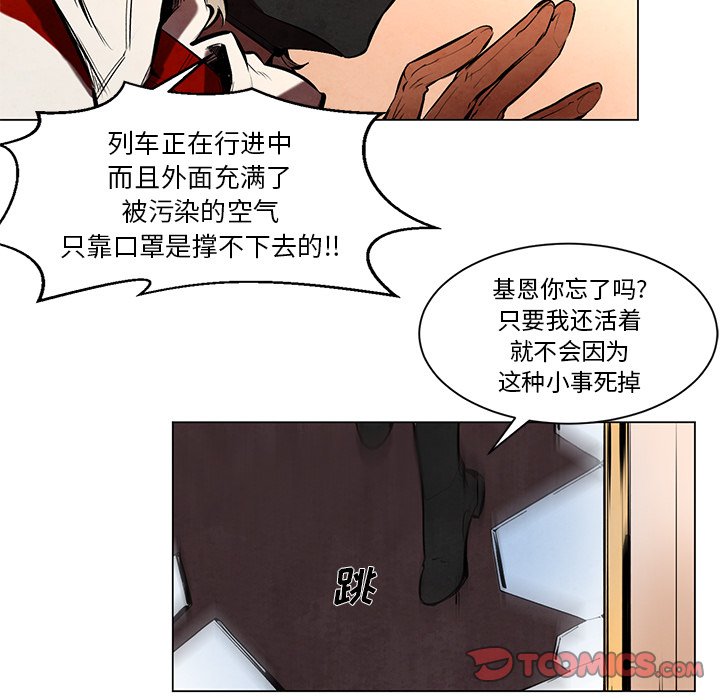 列车正在行进中
而且外面充满了
被污染的空气
只靠口罩是撑不下去的!!
基恩你忘了吗?
只要我还活着
就不会因为
这种小事死掉
跳
TCOMICS.COM